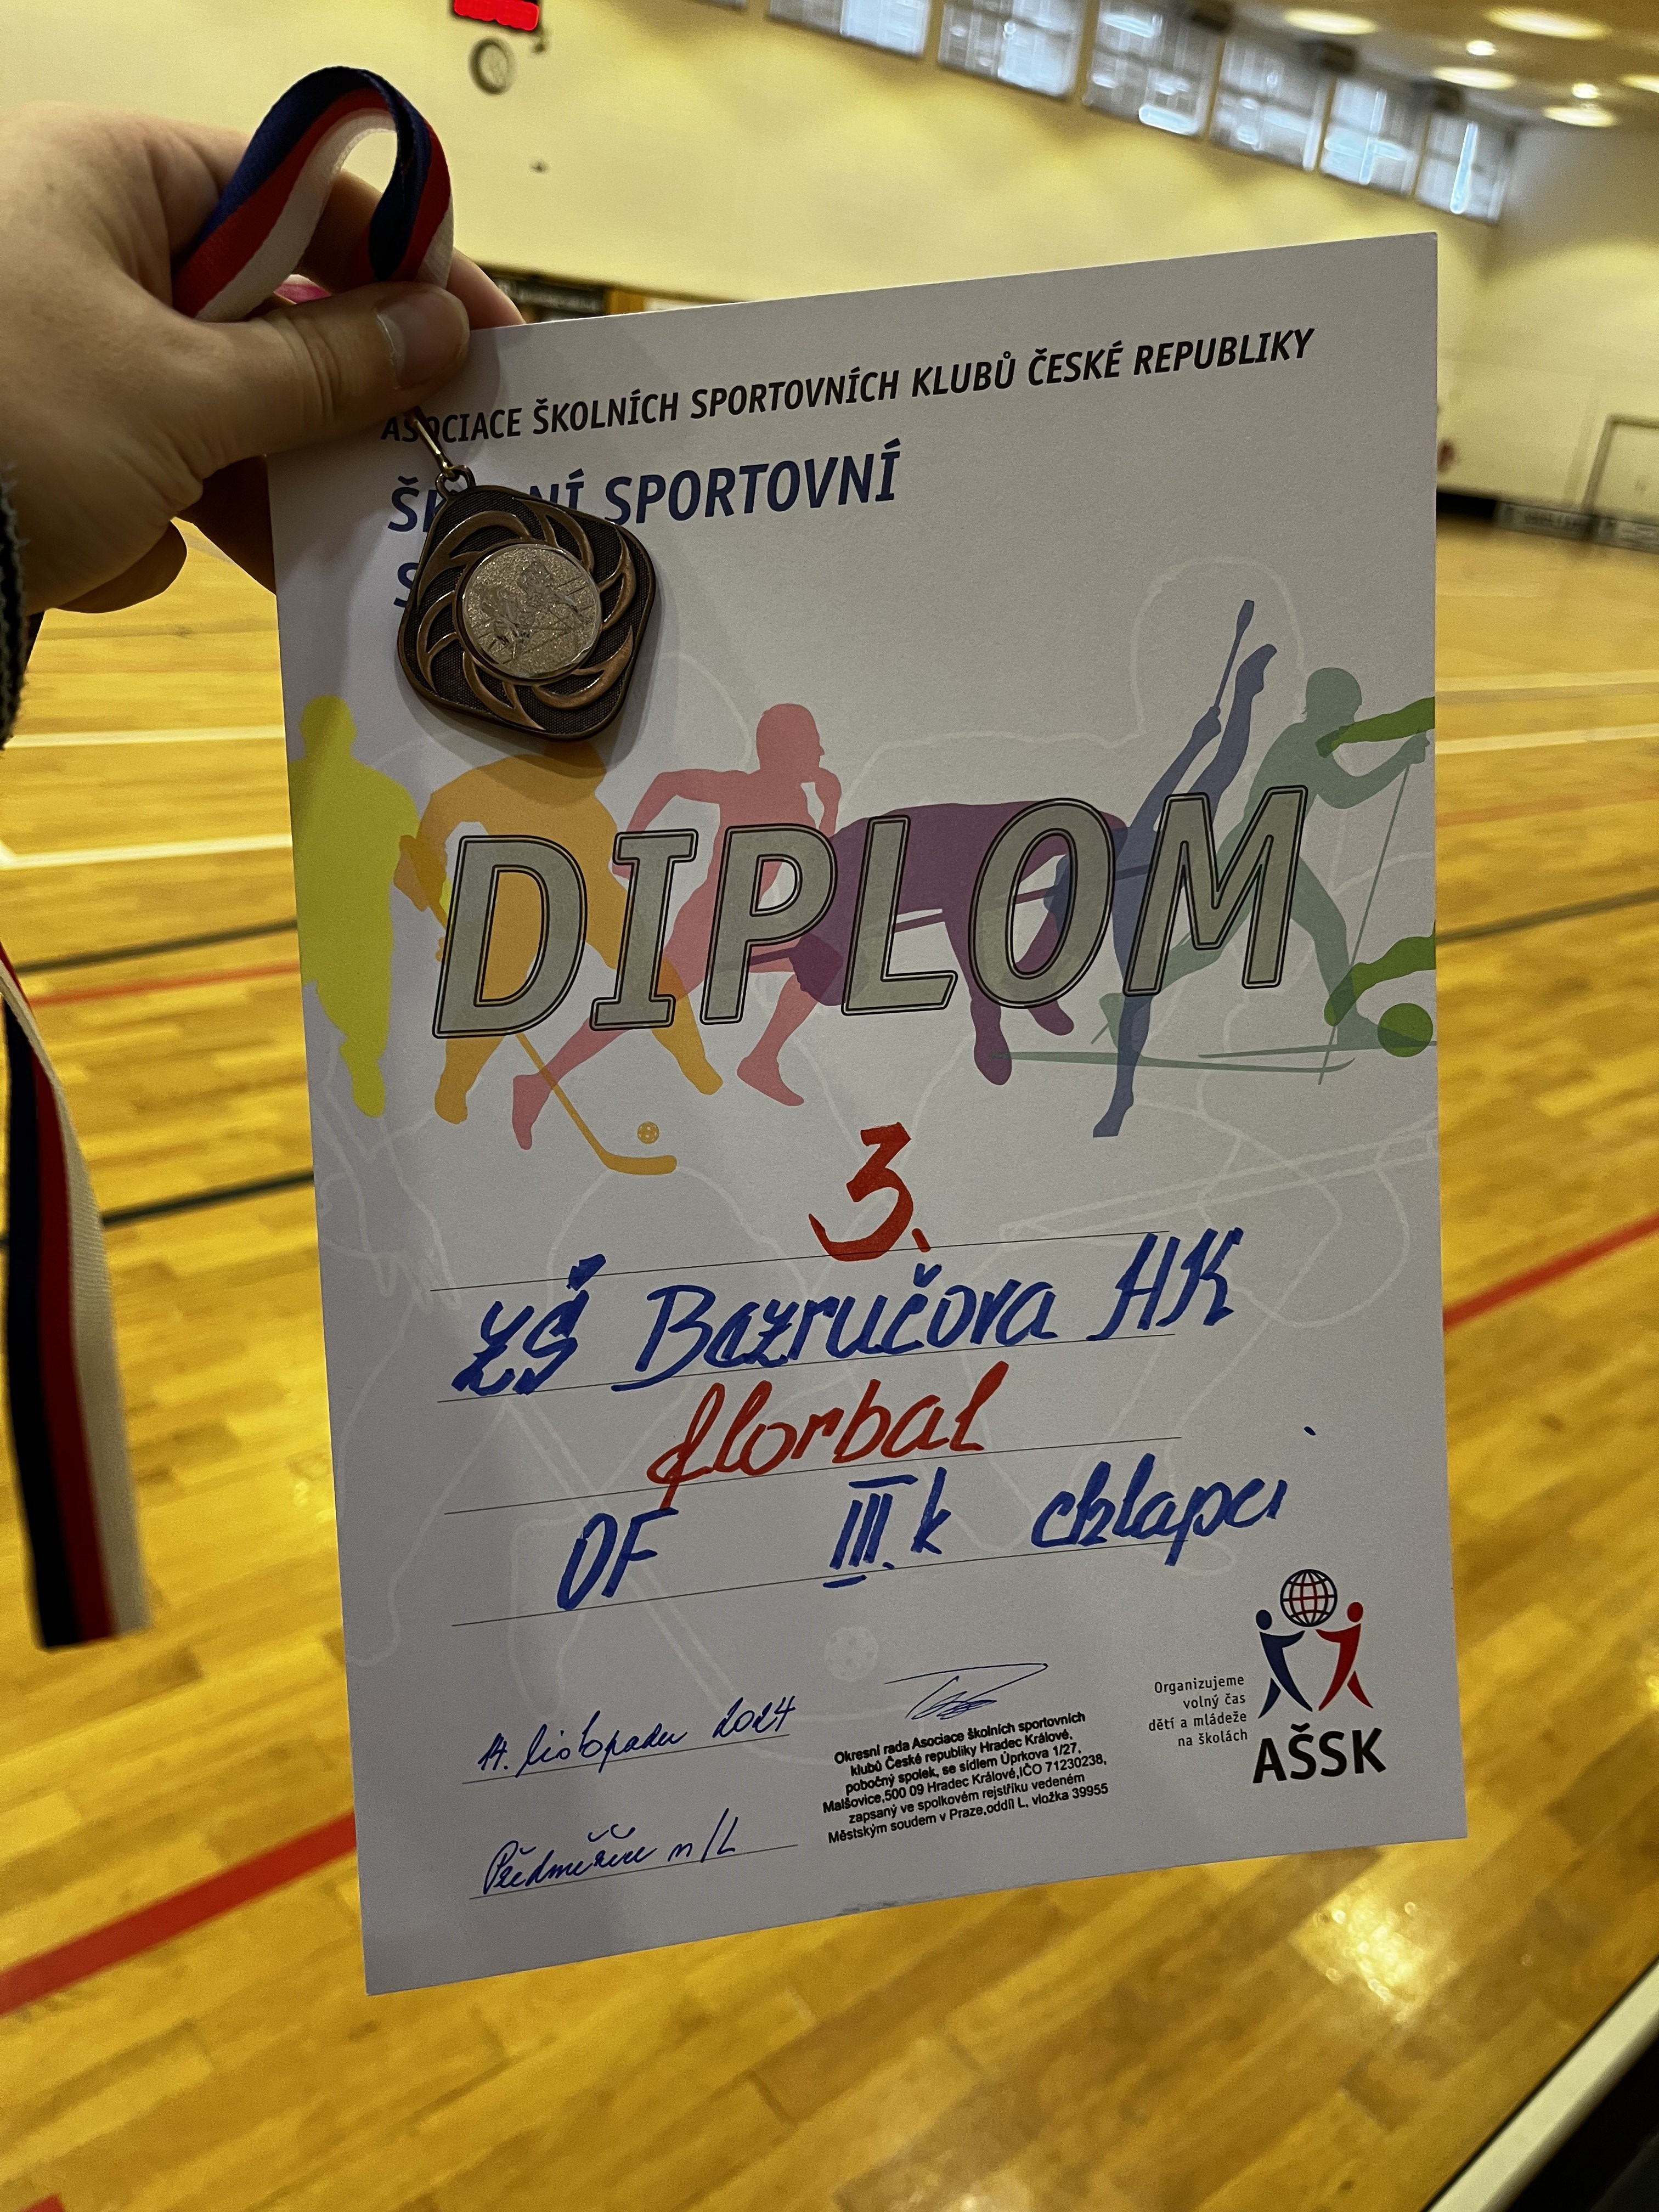 ASOCIACE ŠKOLNÍCH SPORTOVNÍCH KLUBŮ ČESKÉ REPUBLIKY
SPORTOVNÍ
DIPLOM
3.
ZŠ Bezručova HK
florbal
OF III.k chlapci
14. listopadu 2024
Předměřice n/L
Okresní rada Asociace školních sportovních
klubů České republiky Hradec Králové,
pobočný spolek, se sídlem Úprkova 1/27,
Malšovice,500 09 Hradec Králové,IČO 71230238,
zapsaný ve spolkovém rejstříku vedeném
Městským soudem v Praze,oddíl L, vložka 39955
Organizujeme
volný čas
dětí a mládeže
na školách
AŠSK